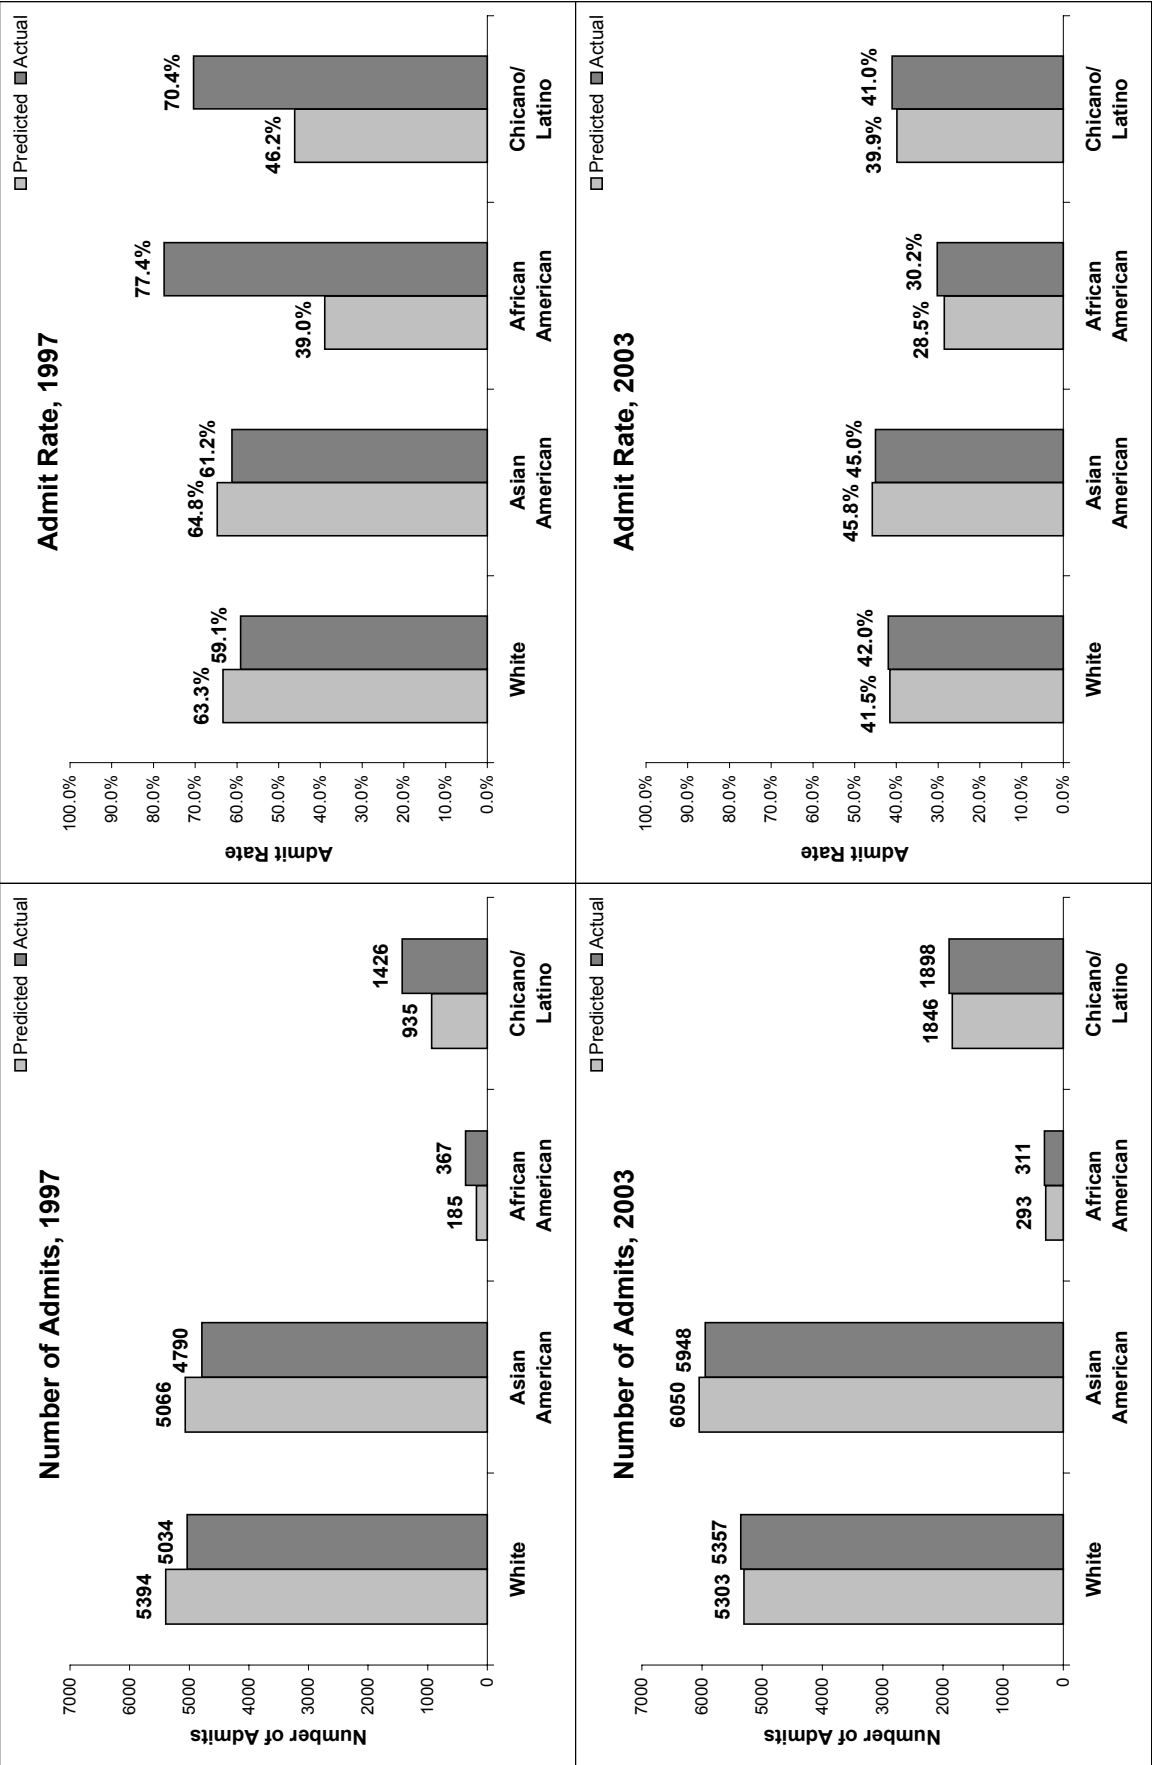 Number of Admits, 1997
Predicted Actual
Number of Admits
7000
6000
5000
4000
3000
2000
1000
0
5394
5034
5066
4790
185
367
935
1426
White
Asian
American
African
American
Chicano/
Latino
Admit Rate, 1997
Predicted Actual
Admit Rate
100.0%
90.0%
80.0%
70.0%
60.0%
50.0%
40.0%
30.0%
20.0%
10.0%
0.0%
63.3%
59.1%
64.8%
61.2%
39.0%
77.4%
46.2%
70.4%
White
Asian
American
African
American
Chicano/
Latino
Number of Admits, 2003
Predicted Actual
Number of Admits
7000
6000
5000
4000
3000
2000
1000
0
5303
5357
6050
5948
293
311
1846
1898
White
Asian
American
African
American
Chicano/
Latino
Admit Rate, 2003
Predicted Actual
Admit Rate
100.0%
90.0%
80.0%
70.0%
60.0%
50.0%
40.0%
30.0%
20.0%
10.0%
0.0%
41.5%
42.0%
45.8%
45.0%
28.5%
30.2%
39.9%
41.0%
White
Asian
American
African
American
Chicano/
Latino